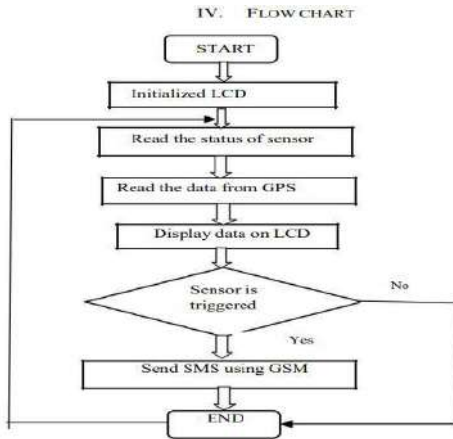 IV. FLOW CHART
START
Initialized LCD
Read the status of sensor
Read the data from GPS
Display data on LCD
Sensor is
triggered
No
Yes
Send SMS using GSM
END